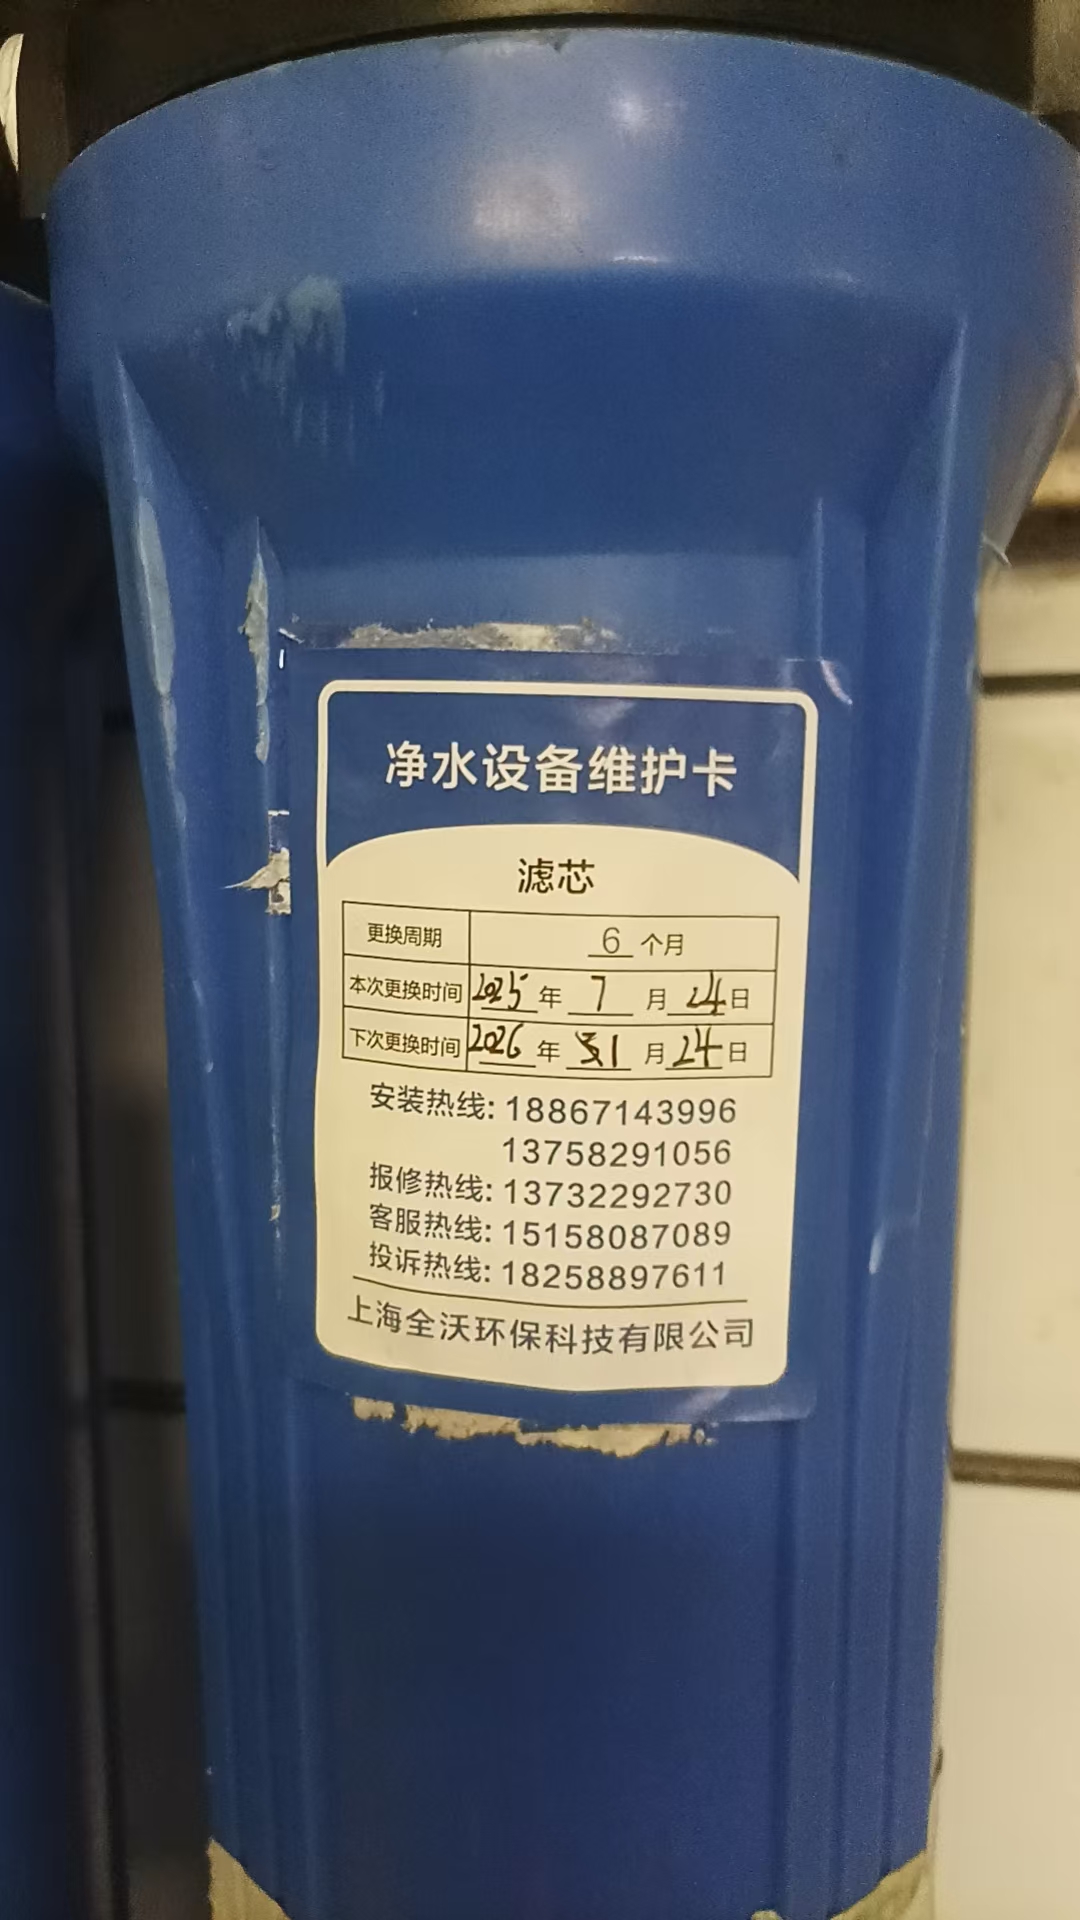 净水设备维护卡
滤芯
更换周期 6 个月
本次更换时间 2025 年 7 月 24 日
下次更换时间 2026 年 1 月 24 日
安装热线: 18867143996
13758291056
报修热线: 13732292730
客服热线: 15158087089
投诉热线: 18258897611
上海全沃环保科技有限公司